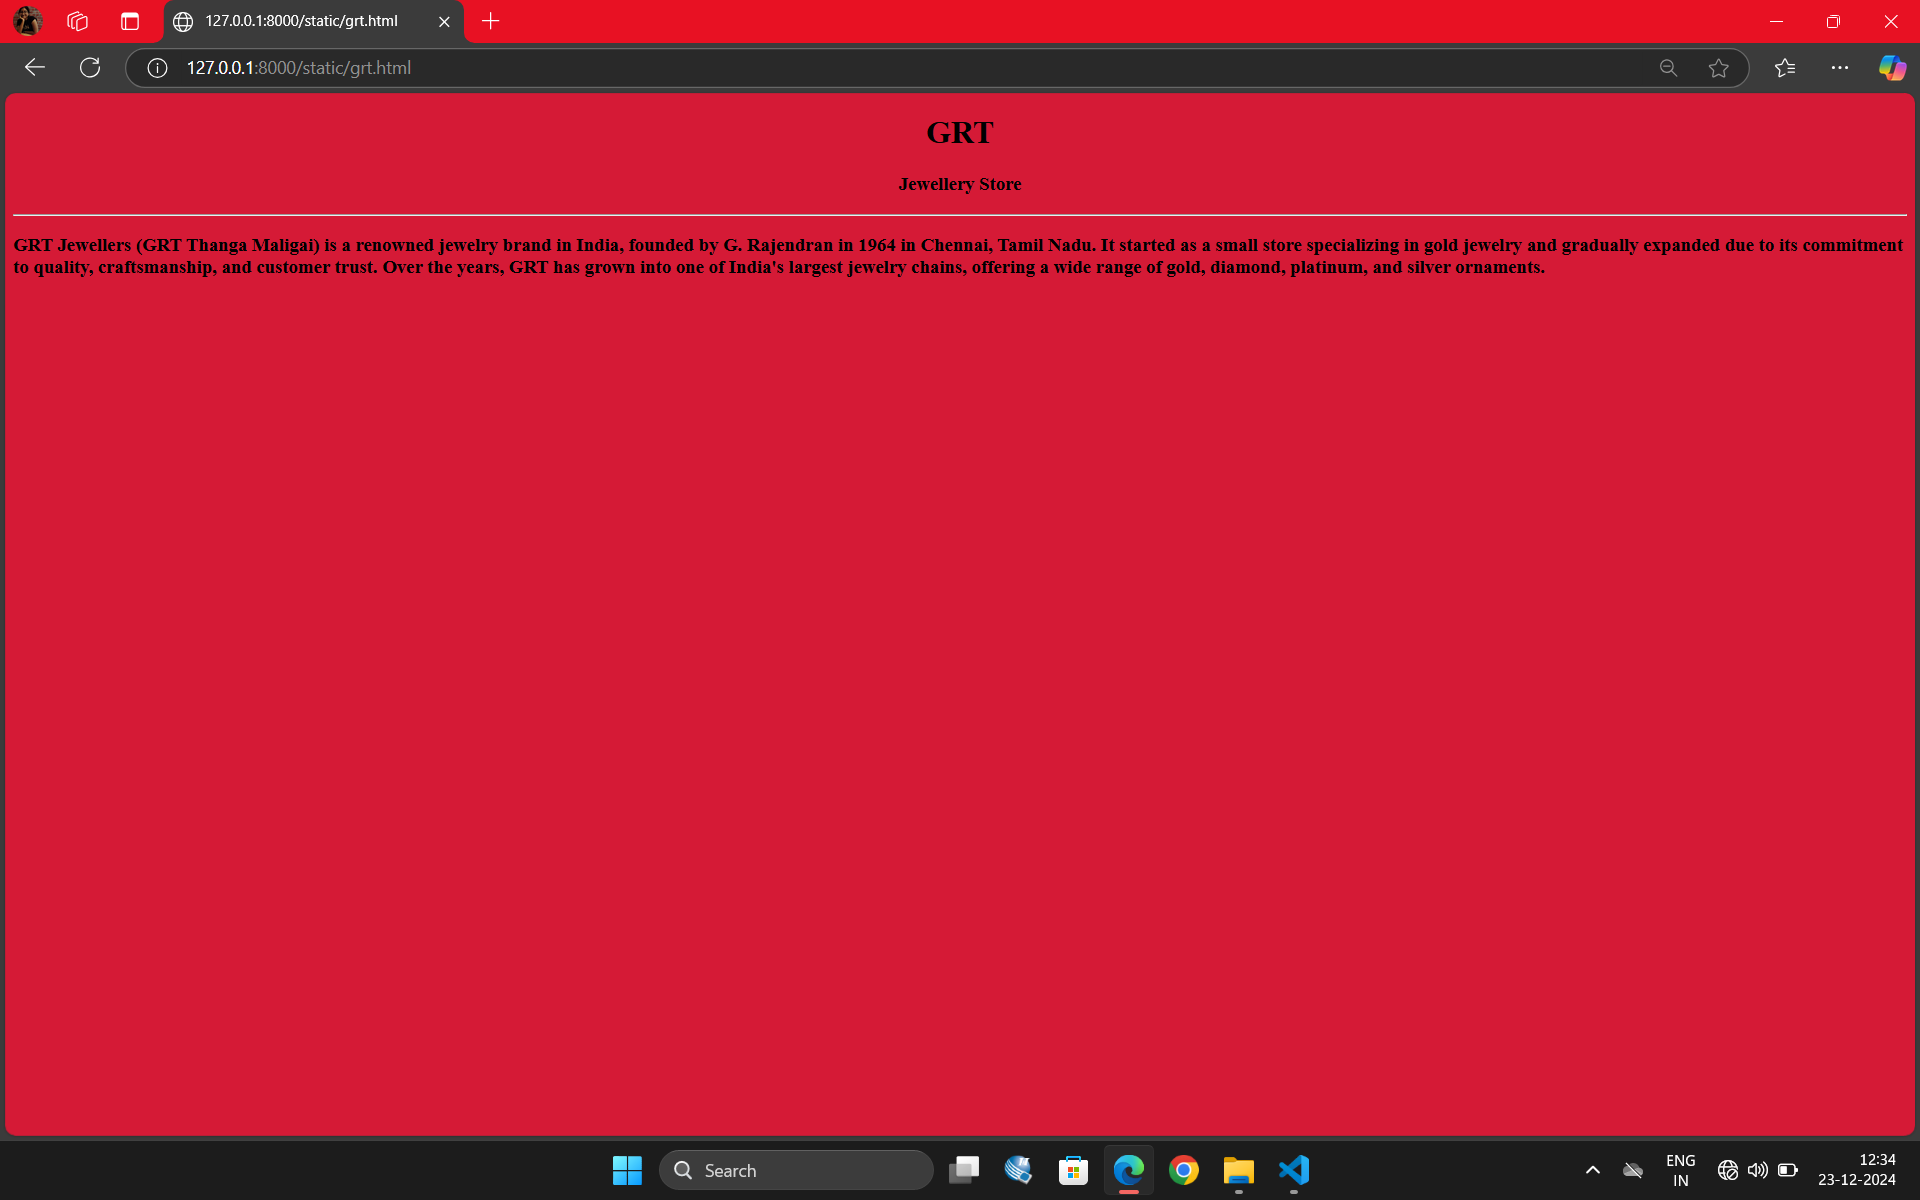 127.0.0.1:8000/static/grt.html
127.0.0.1:8000/static/grt.html
GRT
Jewellery Store
GRT Jewellers (GRT Thanga Maligai) is a renowned jewelry brand in India, founded by G. Rajendran in 1964 in Chennai, Tamil Nadu. It started as a small store specializing in gold jewelry and gradually expanded due to its commitment
to quality, craftsmanship, and customer trust. Over the years, GRT has grown into one of India's largest jewelry chains, offering a wide range of gold, diamond, platinum, and silver ornaments.
Search
ENG
IN
12:34
23-12-2024